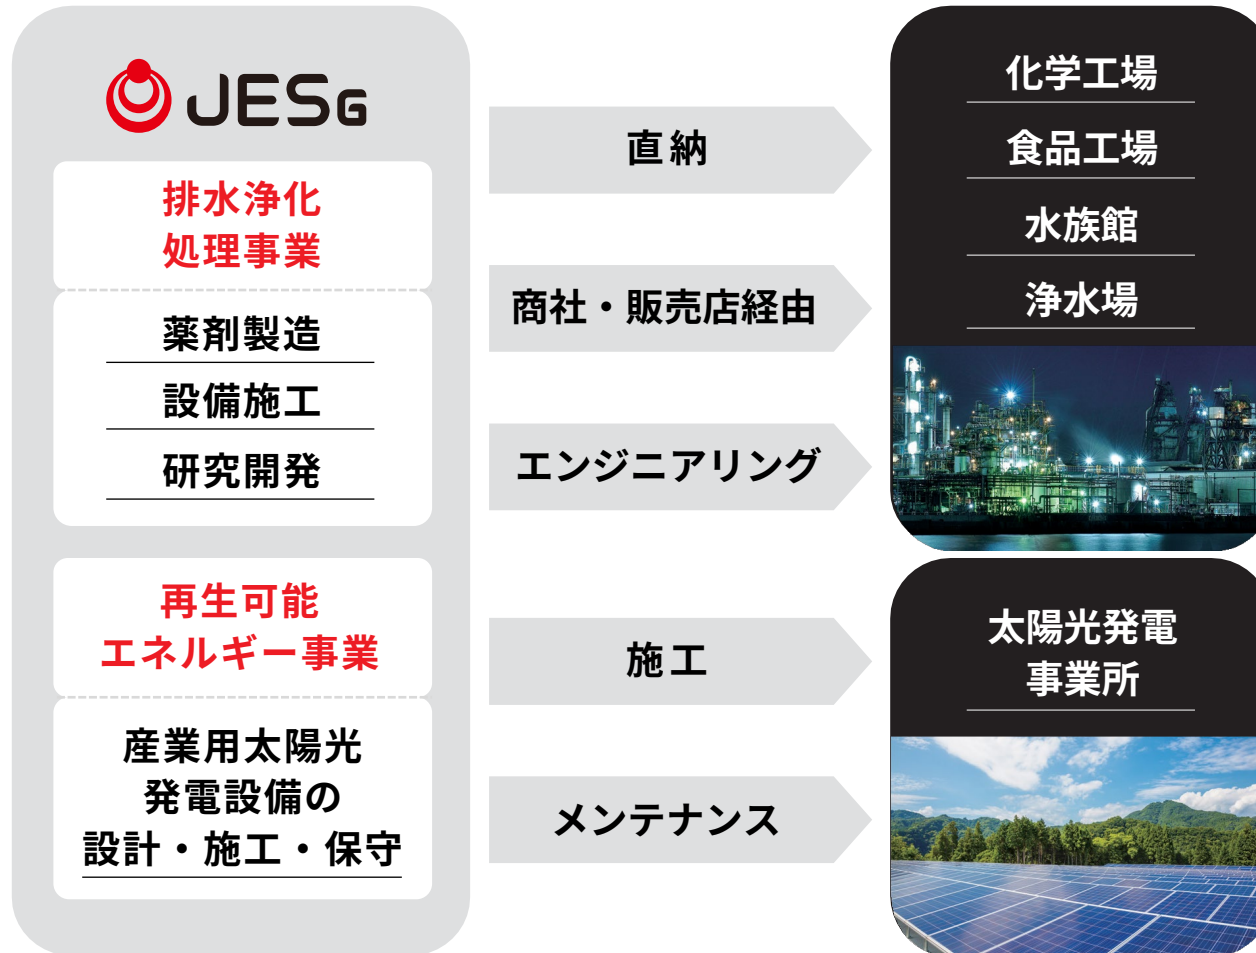 JESG
排水浄化
処理事業
薬剤製造
設備施工
研究開発
再生可能
エネルギー事業
産業用太陽光
発電設備の
設計・施工・保守
直納
商社・販売店経由
エンジニアリング
施工
メンテナンス
化学工場
食品工場
水族館
浄水場
太陽光発電
事業所